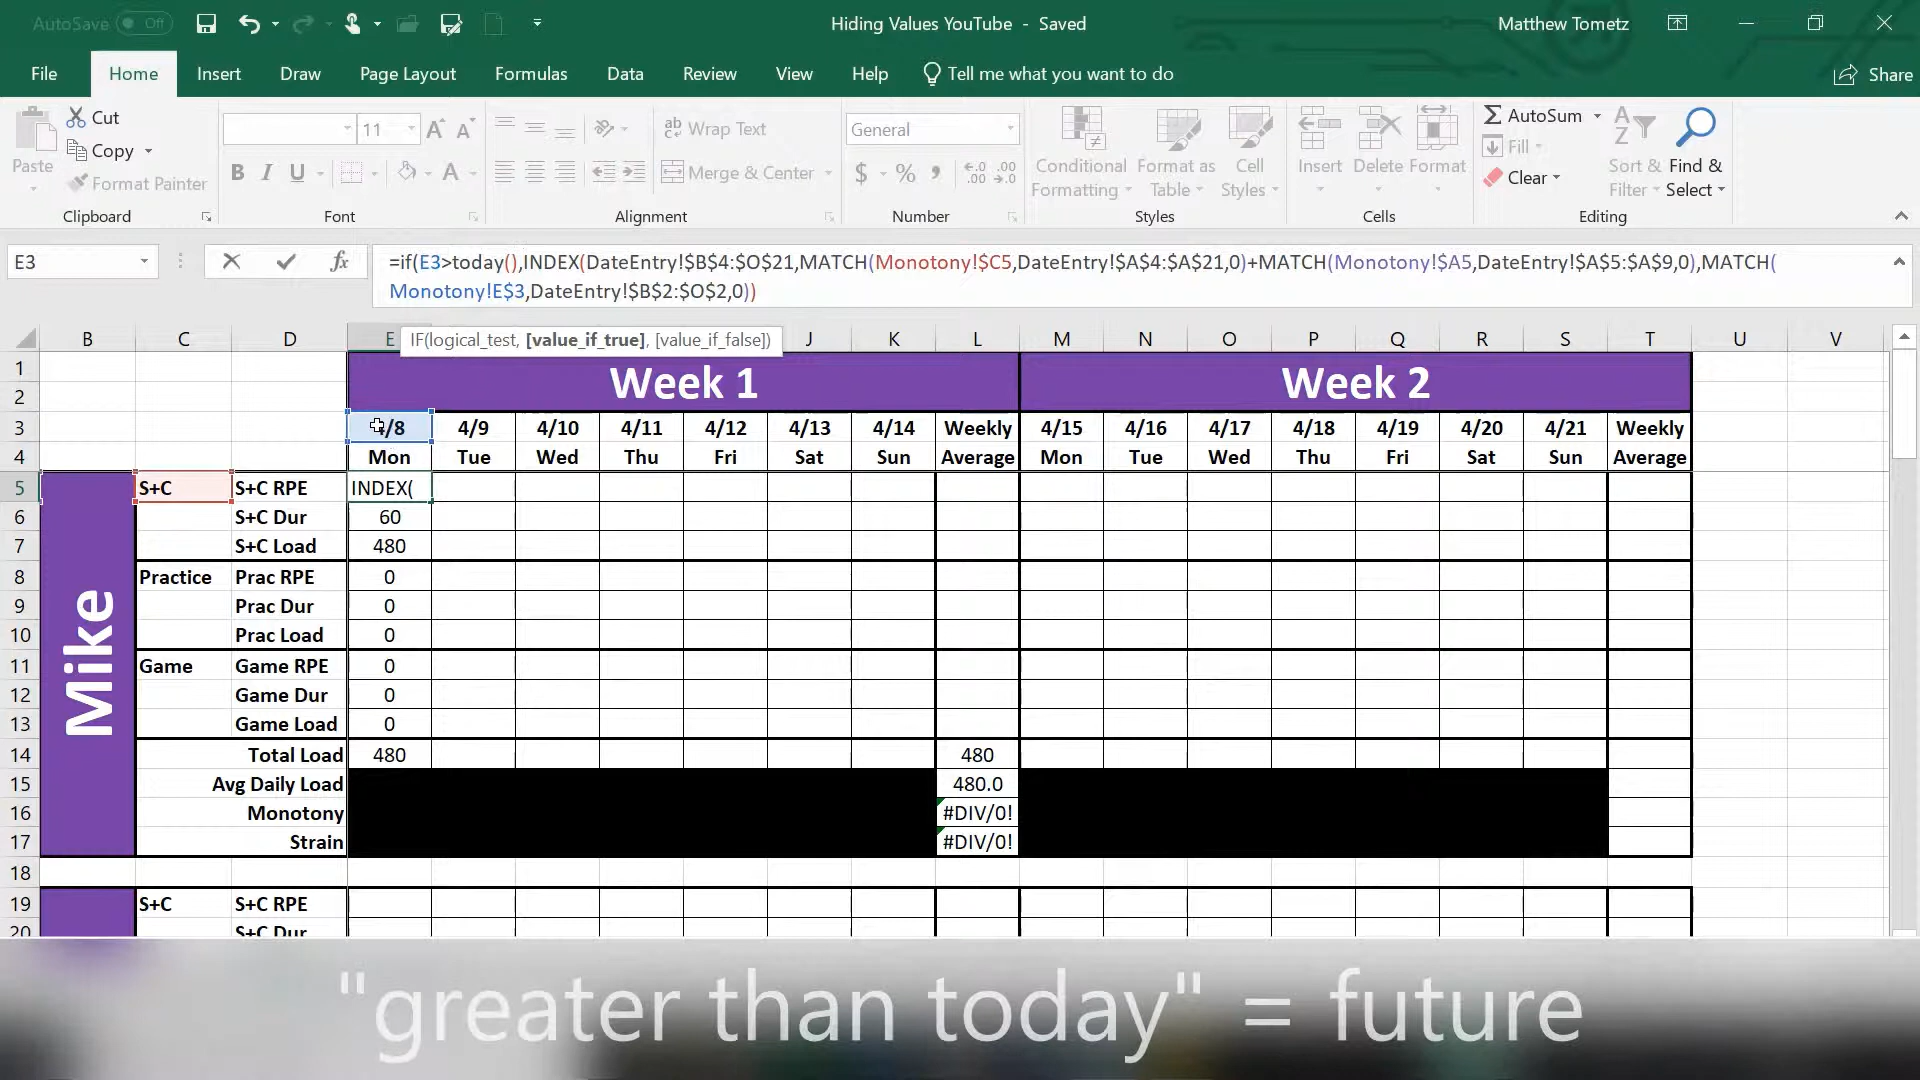 AutoSave Off
Hiding Values YouTube - Saved
Matthew Tometz
File Home Insert Draw Page Layout Formulas Data Review View Help Tell me what you want to do Share
Paste
Cut
Copy
Format Painter
Clipboard
11
Font
Wrap Text
Merge & Center
Alignment
General
Number
Conditional Formatting
Format as Table
Cell Styles
Styles
Insert Delete Format
Cells
AutoSum
Fill
Clear
Sort & Filter
Find & Select
Editing
E3
=if(E3>today(),INDEX(DateEntry!$B$4:$O$21,MATCH(Monotony!$C5,DateEntry!$A$4:$A$21,0)+MATCH(Monotony!$A5,DateEntry!$A$5:$A$9,0),MATCH(
Monotony!E$3,DateEntry!$B$2:$O$2,0))
IF(logical_test, [value_if_true], [value_if_false])
B C D E J K L M N O P Q R S T U V
1 Week 1 Week 2
2
3 4/8 4/9 4/10 4/11 4/12 4/13 4/14 Weekly 4/15 4/16 4/17 4/18 4/19 4/20 4/21 Weekly
4 Mon Tue Wed Thu Fri Sat Sun Average Mon Tue Wed Thu Fri Sat Sun Average
Mike
5 S+C S+C RPE INDEX(
6 S+C Dur 60
7 S+C Load 480
8 Practice Prac RPE 0
9 Prac Dur 0
10 Prac Load 0
11 Game Game RPE 0
12 Game Dur 0
13 Game Load 0
14 Total Load 480 480
15 Avg Daily Load 480.0
16 Monotony #DIV/0!
17 Strain #DIV/0!
18
19 S+C S+C RPE
20 S+C Dur
"greater than today" = future